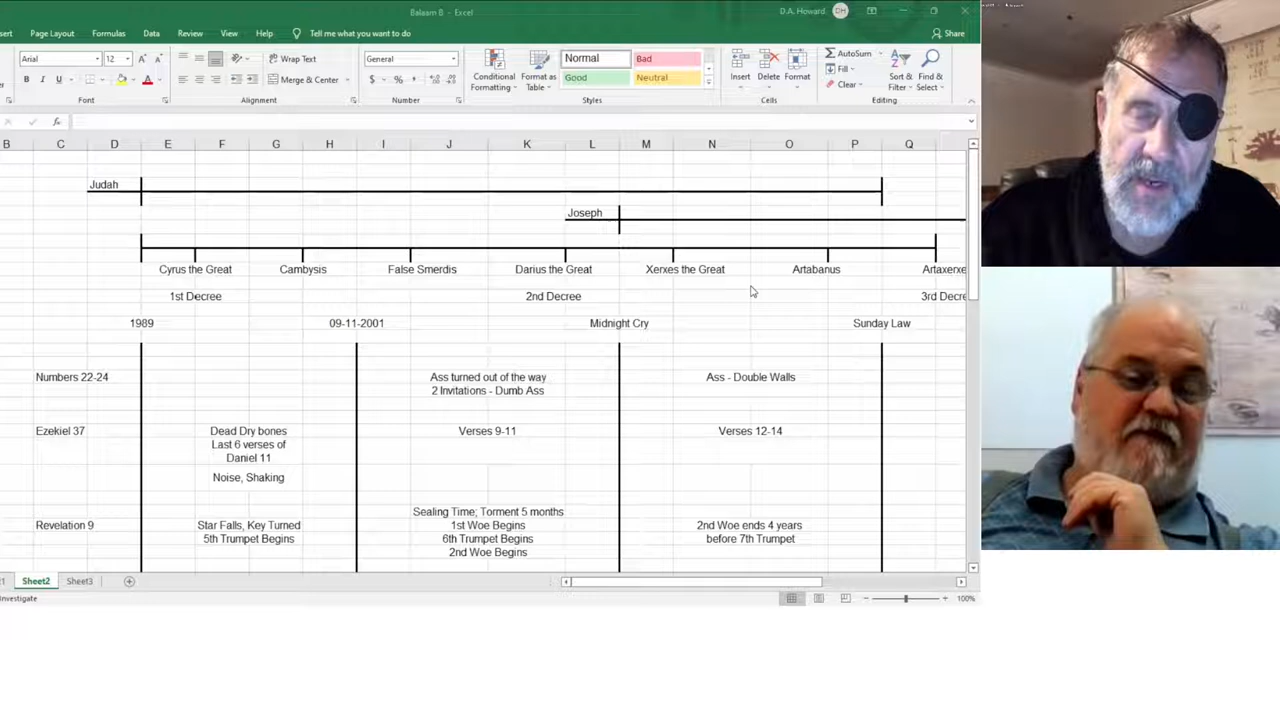 Balaam B - Excel
D.A. Howard DH
Page Layout Formulas Data Review View Help Tell me what you want to do Share
Arial 12 A A Wrap Text General Normal Bad AutoSum
B I U A Merge & Center $ % Good Neutral Fill
Conditional Formatting Format as Table Insert Delete Format Clear Sort & Filter Find & Select
Font Alignment Number Styles Cells Editing
fx
B C D E F G H I J K L M N O P Q
Judah
Joseph
Cyrus the Great Cambysis False Smerdis Darius the Great Xerxes the Great Artabanus Artaxerxe
1st Decree 2nd Decree 3rd Decre
1989 09-11-2001 Midnight Cry Sunday Law
Numbers 22-24 Ass turned out of the way Ass - Double Walls
2 Invitations - Dumb Ass
Ezekiel 37 Dead Dry bones Verses 9-11 Verses 12-14
Last 6 verses of
Daniel 11
Noise, Shaking
Sealing Time; Torment 5 months
Revelation 9 Star Falls, Key Turned 1st Woe Begins 2nd Woe ends 4 years
5th Trumpet Begins 6th Trumpet Begins before 7th Trumpet
2nd Woe Begins
Sheet2 Sheet3
100%